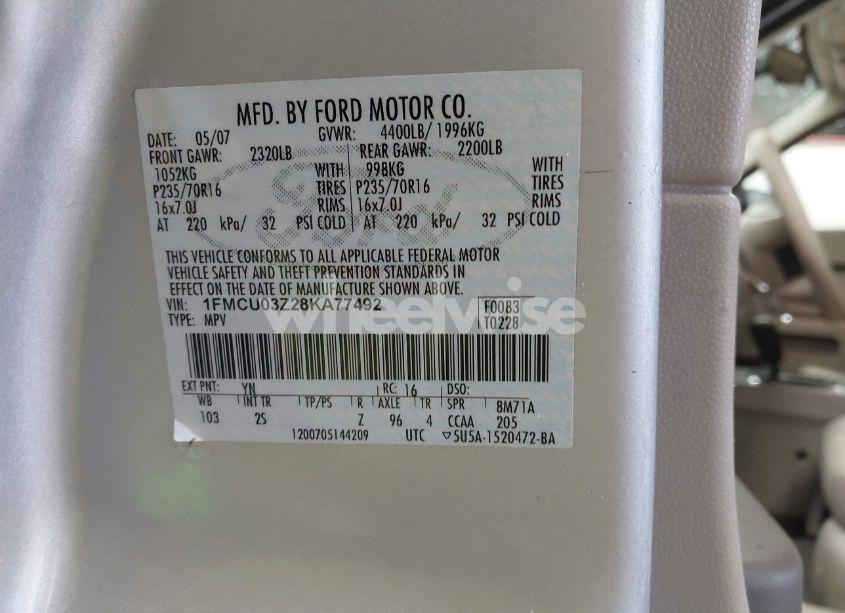 MFD. BY FORD MOTOR CO.
DATE: 05/07 GVWR: 4400LB/ 1996KG
FRONT GAWR: 2320LB REAR GAWR: 2200LB
1052KG WITH 998KG WITH
P235/70R16 TIRES P235/70R16 TIRES
16x7.0J RIMS 16x7.0J RIMS
AT 220 kPa/ 32 PSI COLD AT 220 kPa/ 32 PSI COLD
Ford
THIS VEHICLE CONFORMS TO ALL APPLICABLE FEDERAL MOTOR
VEHICLE SAFETY AND THEFT PREVENTION STANDARDS IN
EFFECT ON THE DATE OF MANUFACTURE SHOWN ABOVE.
VIN: 1FMCU03Z28KA77492 F0083
TYPE: MPV T0228
wheelwise
EXT PNT: YN RC: 16 DSO:
WB INT TR TP/PS R AXLE TR SPR 8M71A
103 2S Z 96 4 CCAA 205
1200705144209 UTC ▽5U5A-1520472-BA